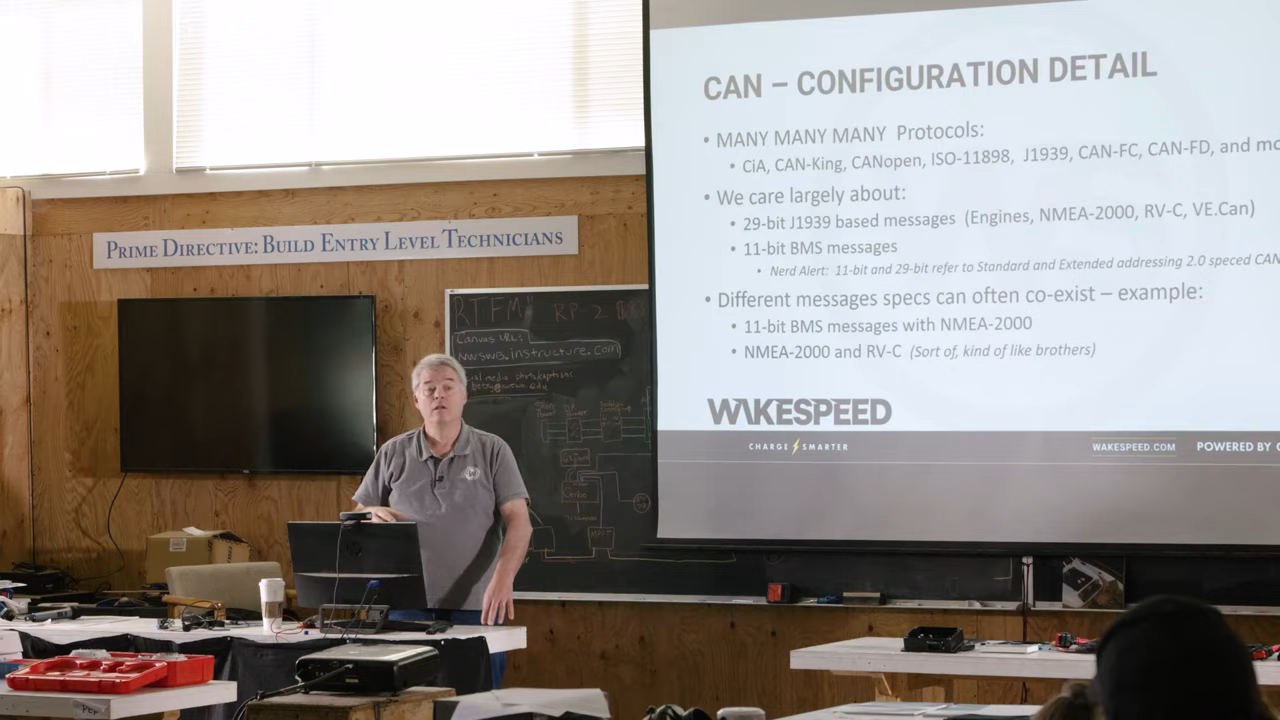 CAN – CONFIGURATION DETAIL
• MANY MANY MANY Protocols:
• CiA, CAN-King, CANopen, ISO-11898, J1939, CAN-FC, CAN-FD, and
• We care largely about:
• 29-bit J1939 based messages (Engines, NMEA-2000, RV-C, VE.Can)
• 11-bit BMS messages
• Nerd Alert: 11-bit and 29-bit refer to Standard and Extended addressing 2.0 speced CAN
• Different messages specs can often co-exist – example:
• 11-bit BMS messages with NMEA-2000
• NMEA-2000 and RV-C (Sort of, kind of like brothers)
WAKESPEED
CHARGE SMARTER
WAKESPEED.COM
POWERED BY
PRIME DIRECTIVE: BUILD ENTRY LEVEL TECHNICIANS
RTFM RP-2
Canvas URL:
nwswb.instructure.com
MPPT